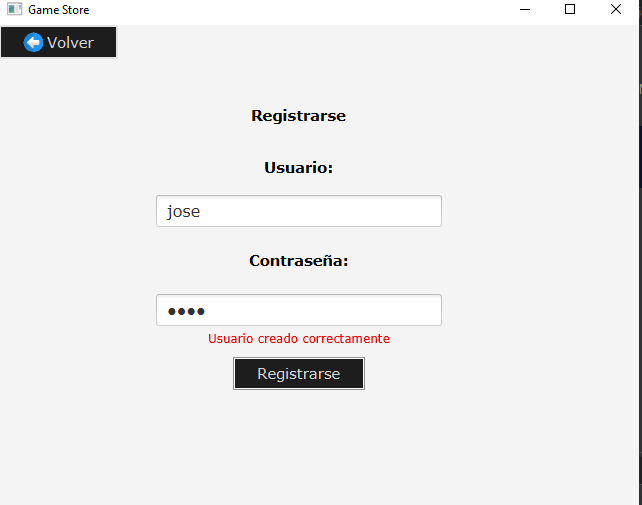 Game Store
Volver
Registrarse
Usuario:
jose
Contraseña:
••••
Usuario creado correctamente
Registrarse